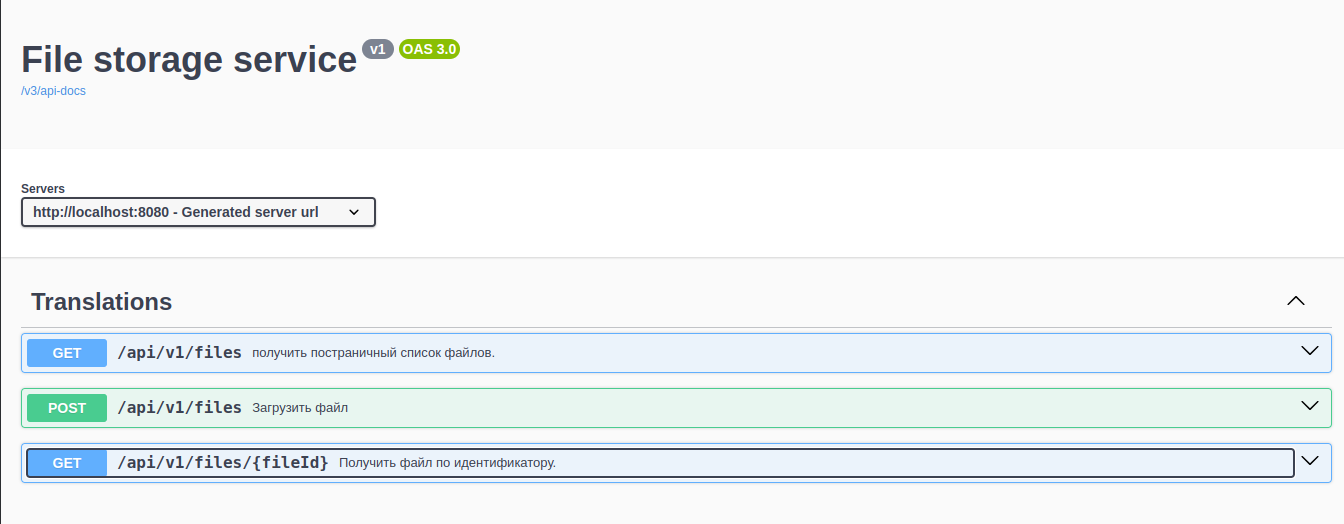 File storage service v1 OAS 3.0
/v3/api-docs
Servers
http://localhost:8080 - Generated server url
Translations
GET /api/v1/files получить постраничный список файлов.
POST /api/v1/files Загрузить файл
GET /api/v1/files/{fileId} Получить файл по идентификатору.